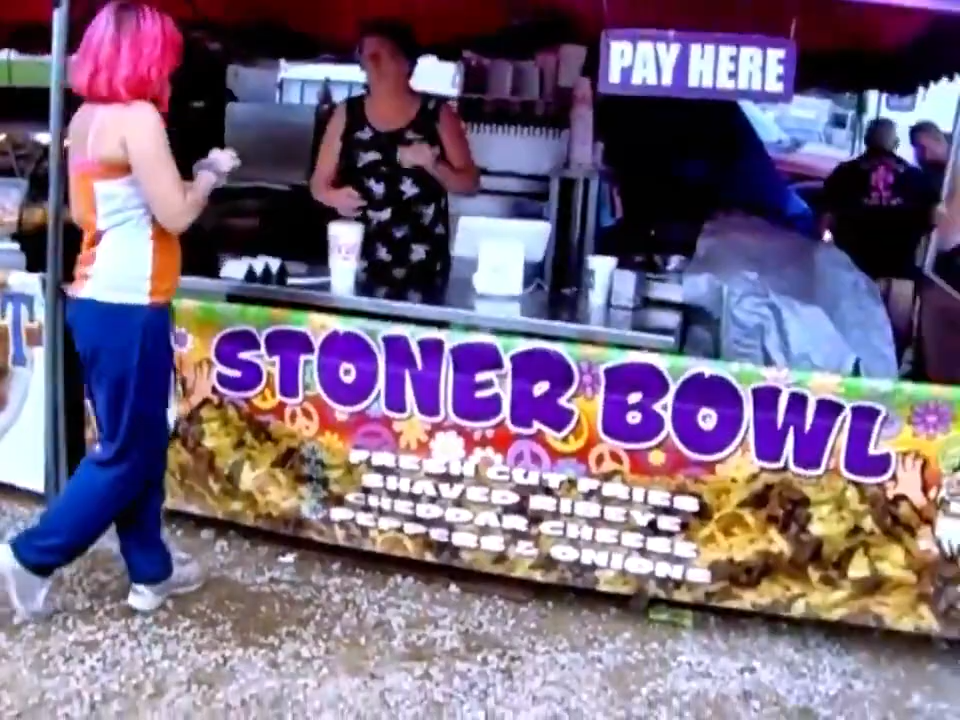 PAY HERE
T
STONER BOWL
FRESH CUT FRIES
SHAVED RIBEYE
CHEDDAR CHEESE
PEPPERS & ONIONS